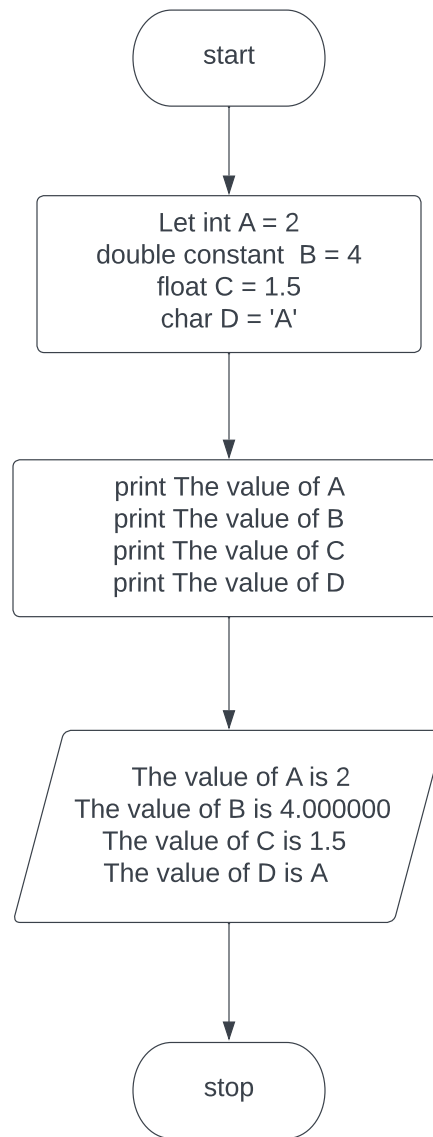 start
Let int A = 2
double constant  B = 4
float C = 1.5
char D = 'A'
print The value of A
print The value of B
print The value of C
print The value of D
The value of A is 2
The value of B is 4.000000
The value of C is 1.5
The value of D is A
stop